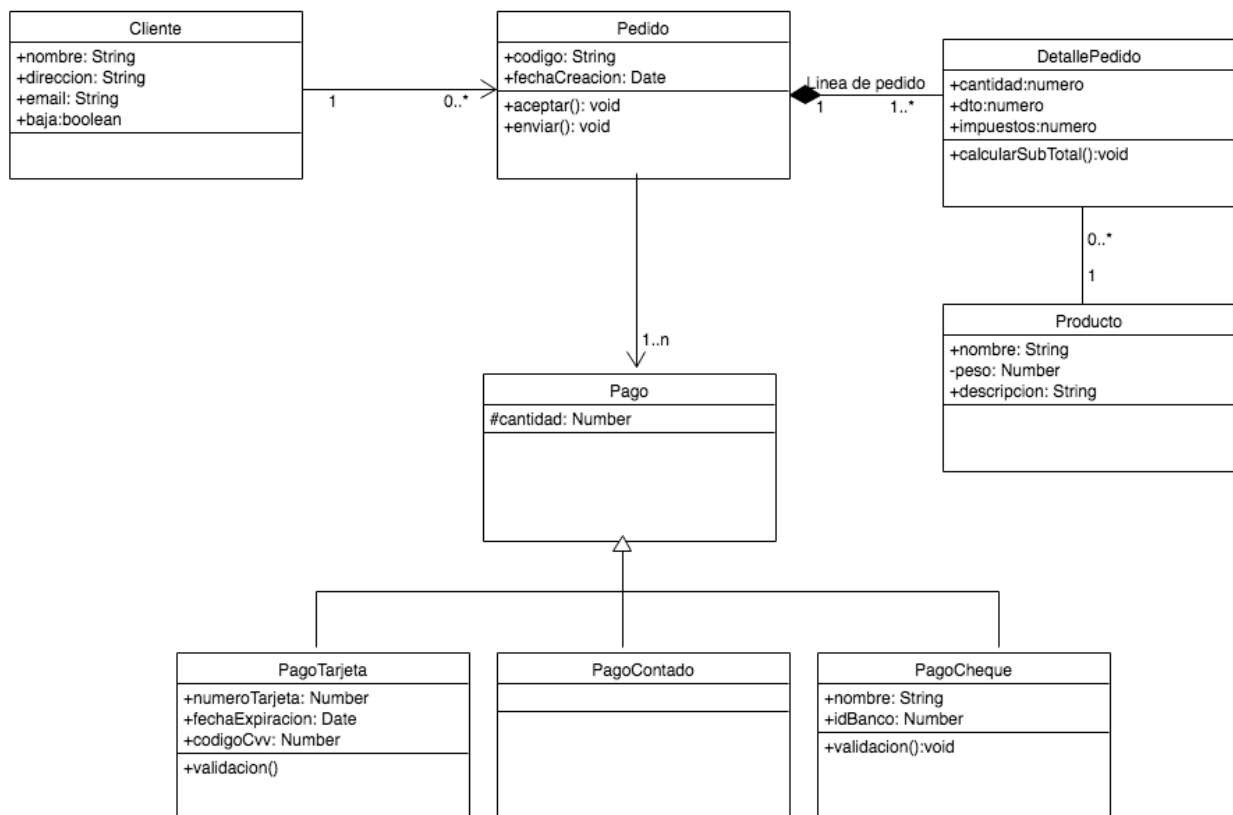 Cliente
+nombre: String
+direccion: String
+email: String
+baja:boolean
1
0..*
Pedido
+codigo: String
+fechaCreacion: Date
+aceptar(): void
+enviar(): void
Linea de pedido
1
1..*
DetallePedido
+cantidad:numero
+dto:numero
+impuestos:numero
+calcularSubTotal():void
0..*
1
Producto
+nombre: String
-peso: Number
+descripcion: String
1..n
Pago
#cantidad: Number
PagoTarjeta
+numeroTarjeta: Number
+fechaExpiracion: Date
+codigoCvv: Number
+validacion()
PagoContado
PagoCheque
+nombre: String
+idBanco: Number
+validacion():void